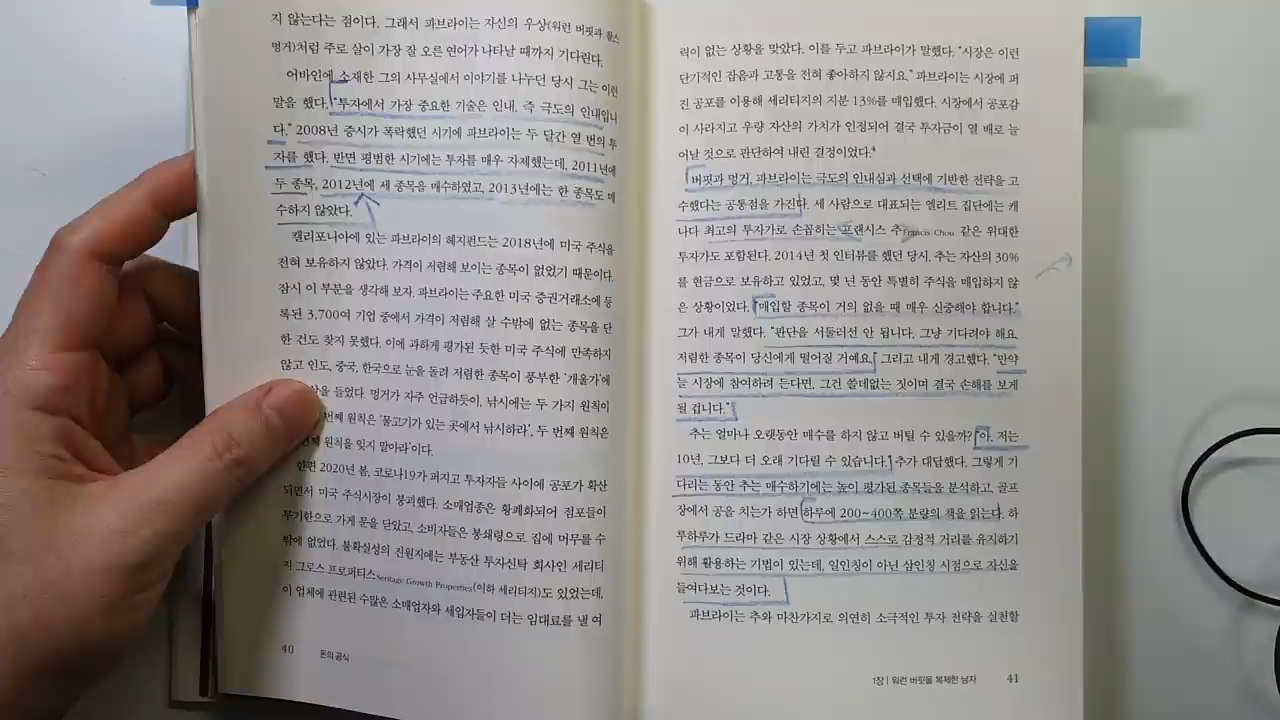 지 않는다는 점이다. 그래서 파브라이는 자신의 우상(워런 버핏과 찰스
멍거)처럼 주로 살이 가장 잘 오른 연어가 나타날 때까지 기다린다.
어바인에 소재한 그의 사무실에서 이야기를 나누던 당시 그는 이런
말을 했다. "투자에서 가장 중요한 기술은 인내, 즉 극도의 인내입니
다." 2008년 증시가 폭락했던 시기에 파브라이는 두 달간 열 번의 투
자를 했다. 반면 평범한 시기에는 투자를 매우 자제했는데, 2011년에
두 종목, 2012년에 세 종목을 매수하였고, 2013년에는 한 종목도 매
수하지 않았다.
캘리포니아에 있는 파브라이의 헤지펀드는 2018년에 미국 주식을
전혀 보유하지 않았다. 가격이 저렴해 보이는 종목이 없었기 때문이다.
잠시 이 부분을 생각해 보자. 파브라이는 주요한 미국 증권거래소에 등
록된 3,700여 기업 중에서 가격이 저렴해 살 수밖에 없는 종목을 단
한 건도 찾지 못했다. 이에 과하게 평가된 듯한 미국 주식에 만족하지
않고 인도, 중국, 한국으로 눈을 돌려 저렴한 종목이 풍부한 '개울가'에
을 들었다. 멍거가 자주 언급하듯이, 낚시에는 두 가지 원칙이
번째 원칙은 '물고기가 있는 곳에서 낚시하라', 두 번째 원칙은
번째 원칙을 잊지 말아라'이다.
한편 2020년 봄, 코로나19가 퍼지고 투자자들 사이에 공포가 확산
되면서 미국 주식시장이 붕괴했다. 소매업종은 황폐화되어 점포들이
무기한으로 가게 문을 닫았고, 소비자들은 봉쇄령으로 집에 머무를 수
밖에 없었다. 불확실성의 진원지에는 부동산 투자신탁 회사인 세리티
지 그로스 프로퍼티스Seritage Growth Properties(이하 세리티지)도 있었는데,
이 업체에 관련된 수많은 소매업자와 세입자들이 더는 임대료를 낼 여
40 돈의 공식
력이 없는 상황을 맞았다. 이를 두고 파브라이가 말했다. "시장은 이런
단기적인 잡음과 고통을 전혀 좋아하지 않지요." 파브라이는 시장에 퍼
진 공포를 이용해 세리티지의 지분 13%를 매입했다. 시장에서 공포감
이 사라지고 우량 자산의 가치가 인정되어 결국 투자금이 열 배로 늘
어날 것으로 판단하여 내린 결정이었다.⁴
버핏과 멍거, 파브라이는 극도의 인내심과 선택에 기반한 전략을 고
수했다는 공통점을 가진다. 세 사람으로 대표되는 엘리트 집단에는 캐
나다 최고의 투자가로 손꼽히는 프랜시스 추Francis Chou 같은 위대한
투자가도 포함된다. 2014년 첫 인터뷰를 했던 당시, 추는 자산의 30%
를 현금으로 보유하고 있었고, 몇 년 동안 특별히 주식을 매입하지 않
은 상황이었다. "매입할 종목이 거의 없을 때 매우 신중해야 합니다."
그가 내게 말했다. "판단을 서둘러선 안 됩니다. 그냥 기다려야 해요.
저렴한 종목이 당신에게 떨어질 거예요." 그리고 내게 경고했다. "만약
늘 시장에 참여하려 든다면, 그건 쓸데없는 짓이며 결국 손해를 보게
될 겁니다."
추는 얼마나 오랫동안 매수를 하지 않고 버틸 수 있을까? "아, 저는
10년, 그보다 더 오래 기다릴 수 있습니다." 추가 대답했다. 그렇게 기
다리는 동안 추는 매수하기에는 높이 평가된 종목들을 분석하고, 골프
장에서 공을 치는가 하면 하루에 200~400쪽 분량의 책을 읽는다. 하
루하루가 드라마 같은 시장 상황에서 스스로 감정적 거리를 유지하기
위해 활용하는 기법이 있는데, 일인칭이 아닌 삼인칭 시점으로 자신을
들여다보는 것이다.
파브라이는 추와 마찬가지로 의연히 소극적인 투자 전략을 실천할
1장 | 워런 버핏을 복제한 남자 41